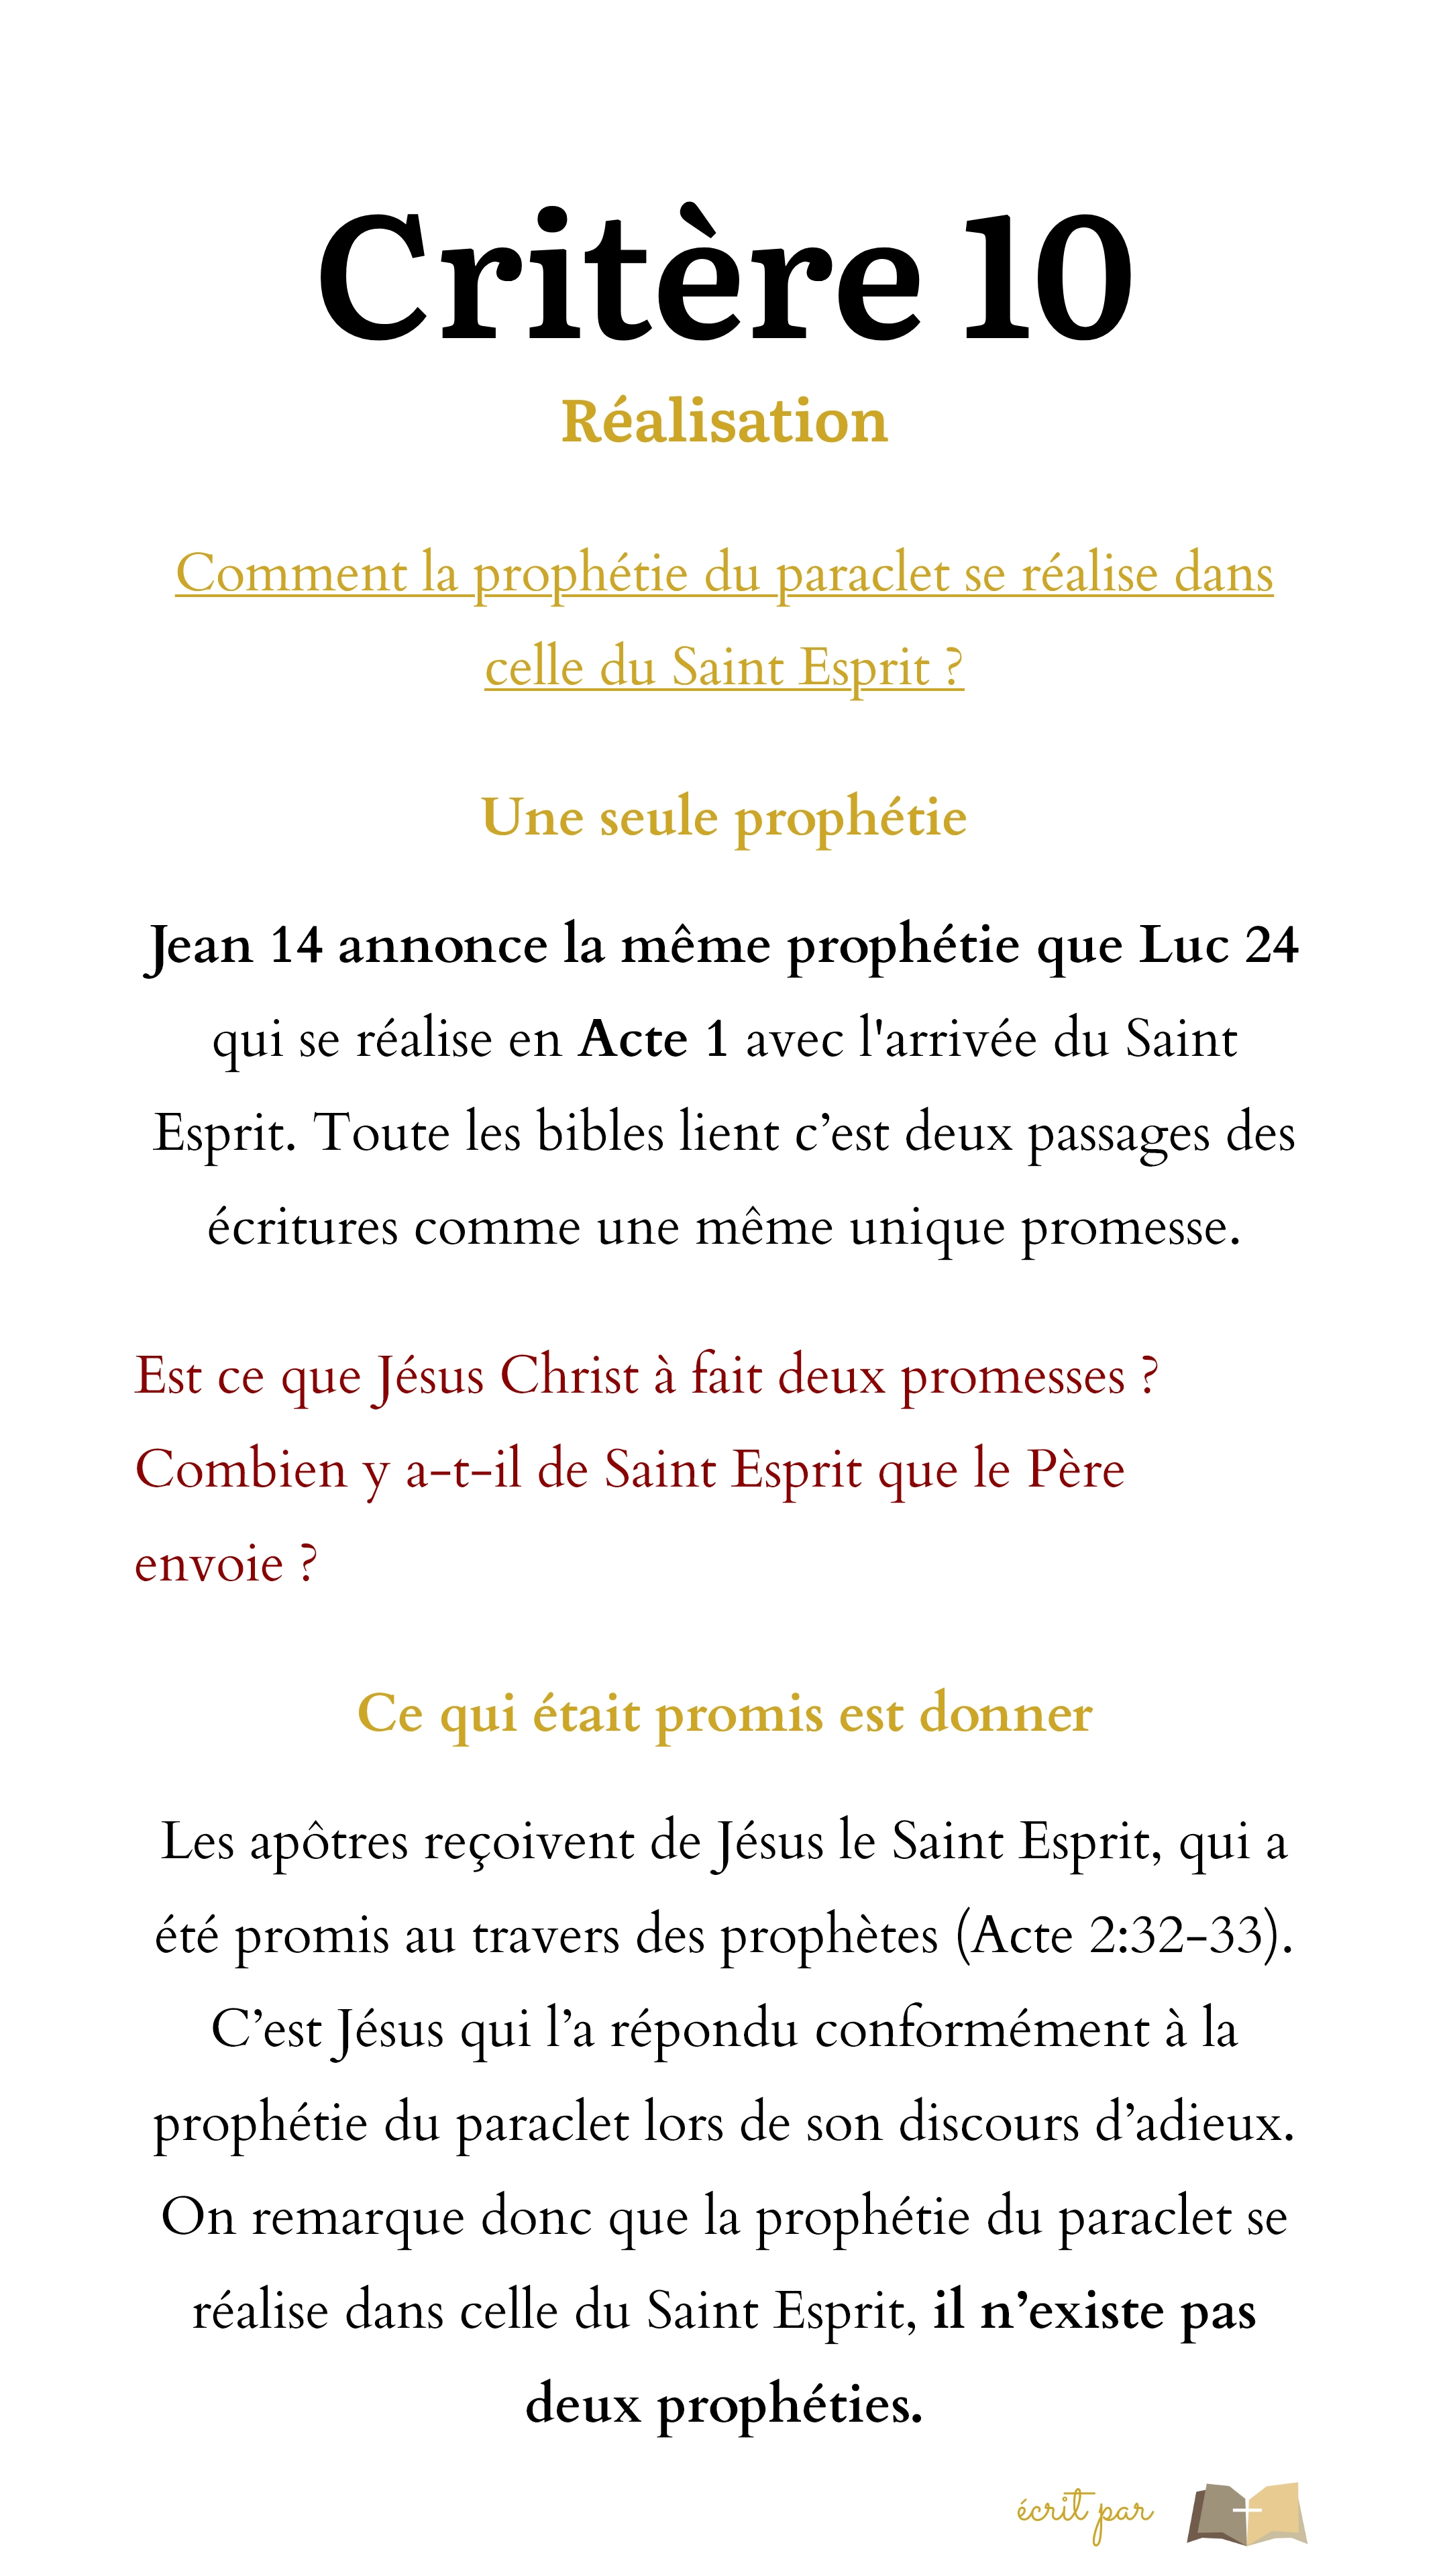 Critère 10
Réalisation
Comment la prophétie du paraclet se réalise dans
celle du Saint Esprit ?
Une seule prophétie
Jean 14 annonce la même prophétie que Luc 24
qui se réalise en Acte 1 avec l'arrivée du Saint
Esprit. Toute les bibles lient c’est deux passages des
écritures comme une même unique promesse.
Est ce que Jésus Christ à fait deux promesses ?
Combien y a-t-il de Saint Esprit que le Père
envoie ?
Ce qui était promis est donner
Les apôtres reçoivent de Jésus le Saint Esprit, qui a
été promis au travers des prophètes (Acte 2:32-33).
C’est Jésus qui l’a répondu conformément à la
prophétie du paraclet lors de son discours d’adieux.
On remarque donc que la prophétie du paraclet se
réalise dans celle du Saint Esprit, il n’existe pas
deux prophéties.
écrit par